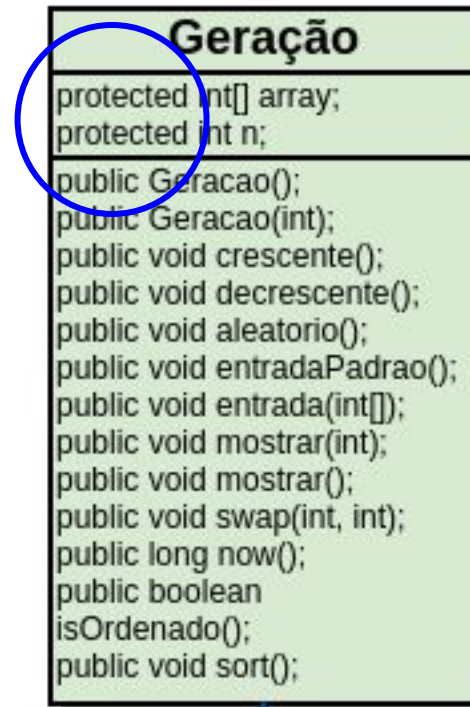 Geração
protected int[] array;
protected int n;
public Geracao();
public Geracao(int);
public void crescente();
public void decrescente();
public void aleatorio();
public void entradaPadrao();
public void entrada(int[]);
public void mostrar(int);
public void mostrar();
public void swap(int, int);
public long now();
public boolean
isOrdenado();
public void sort();